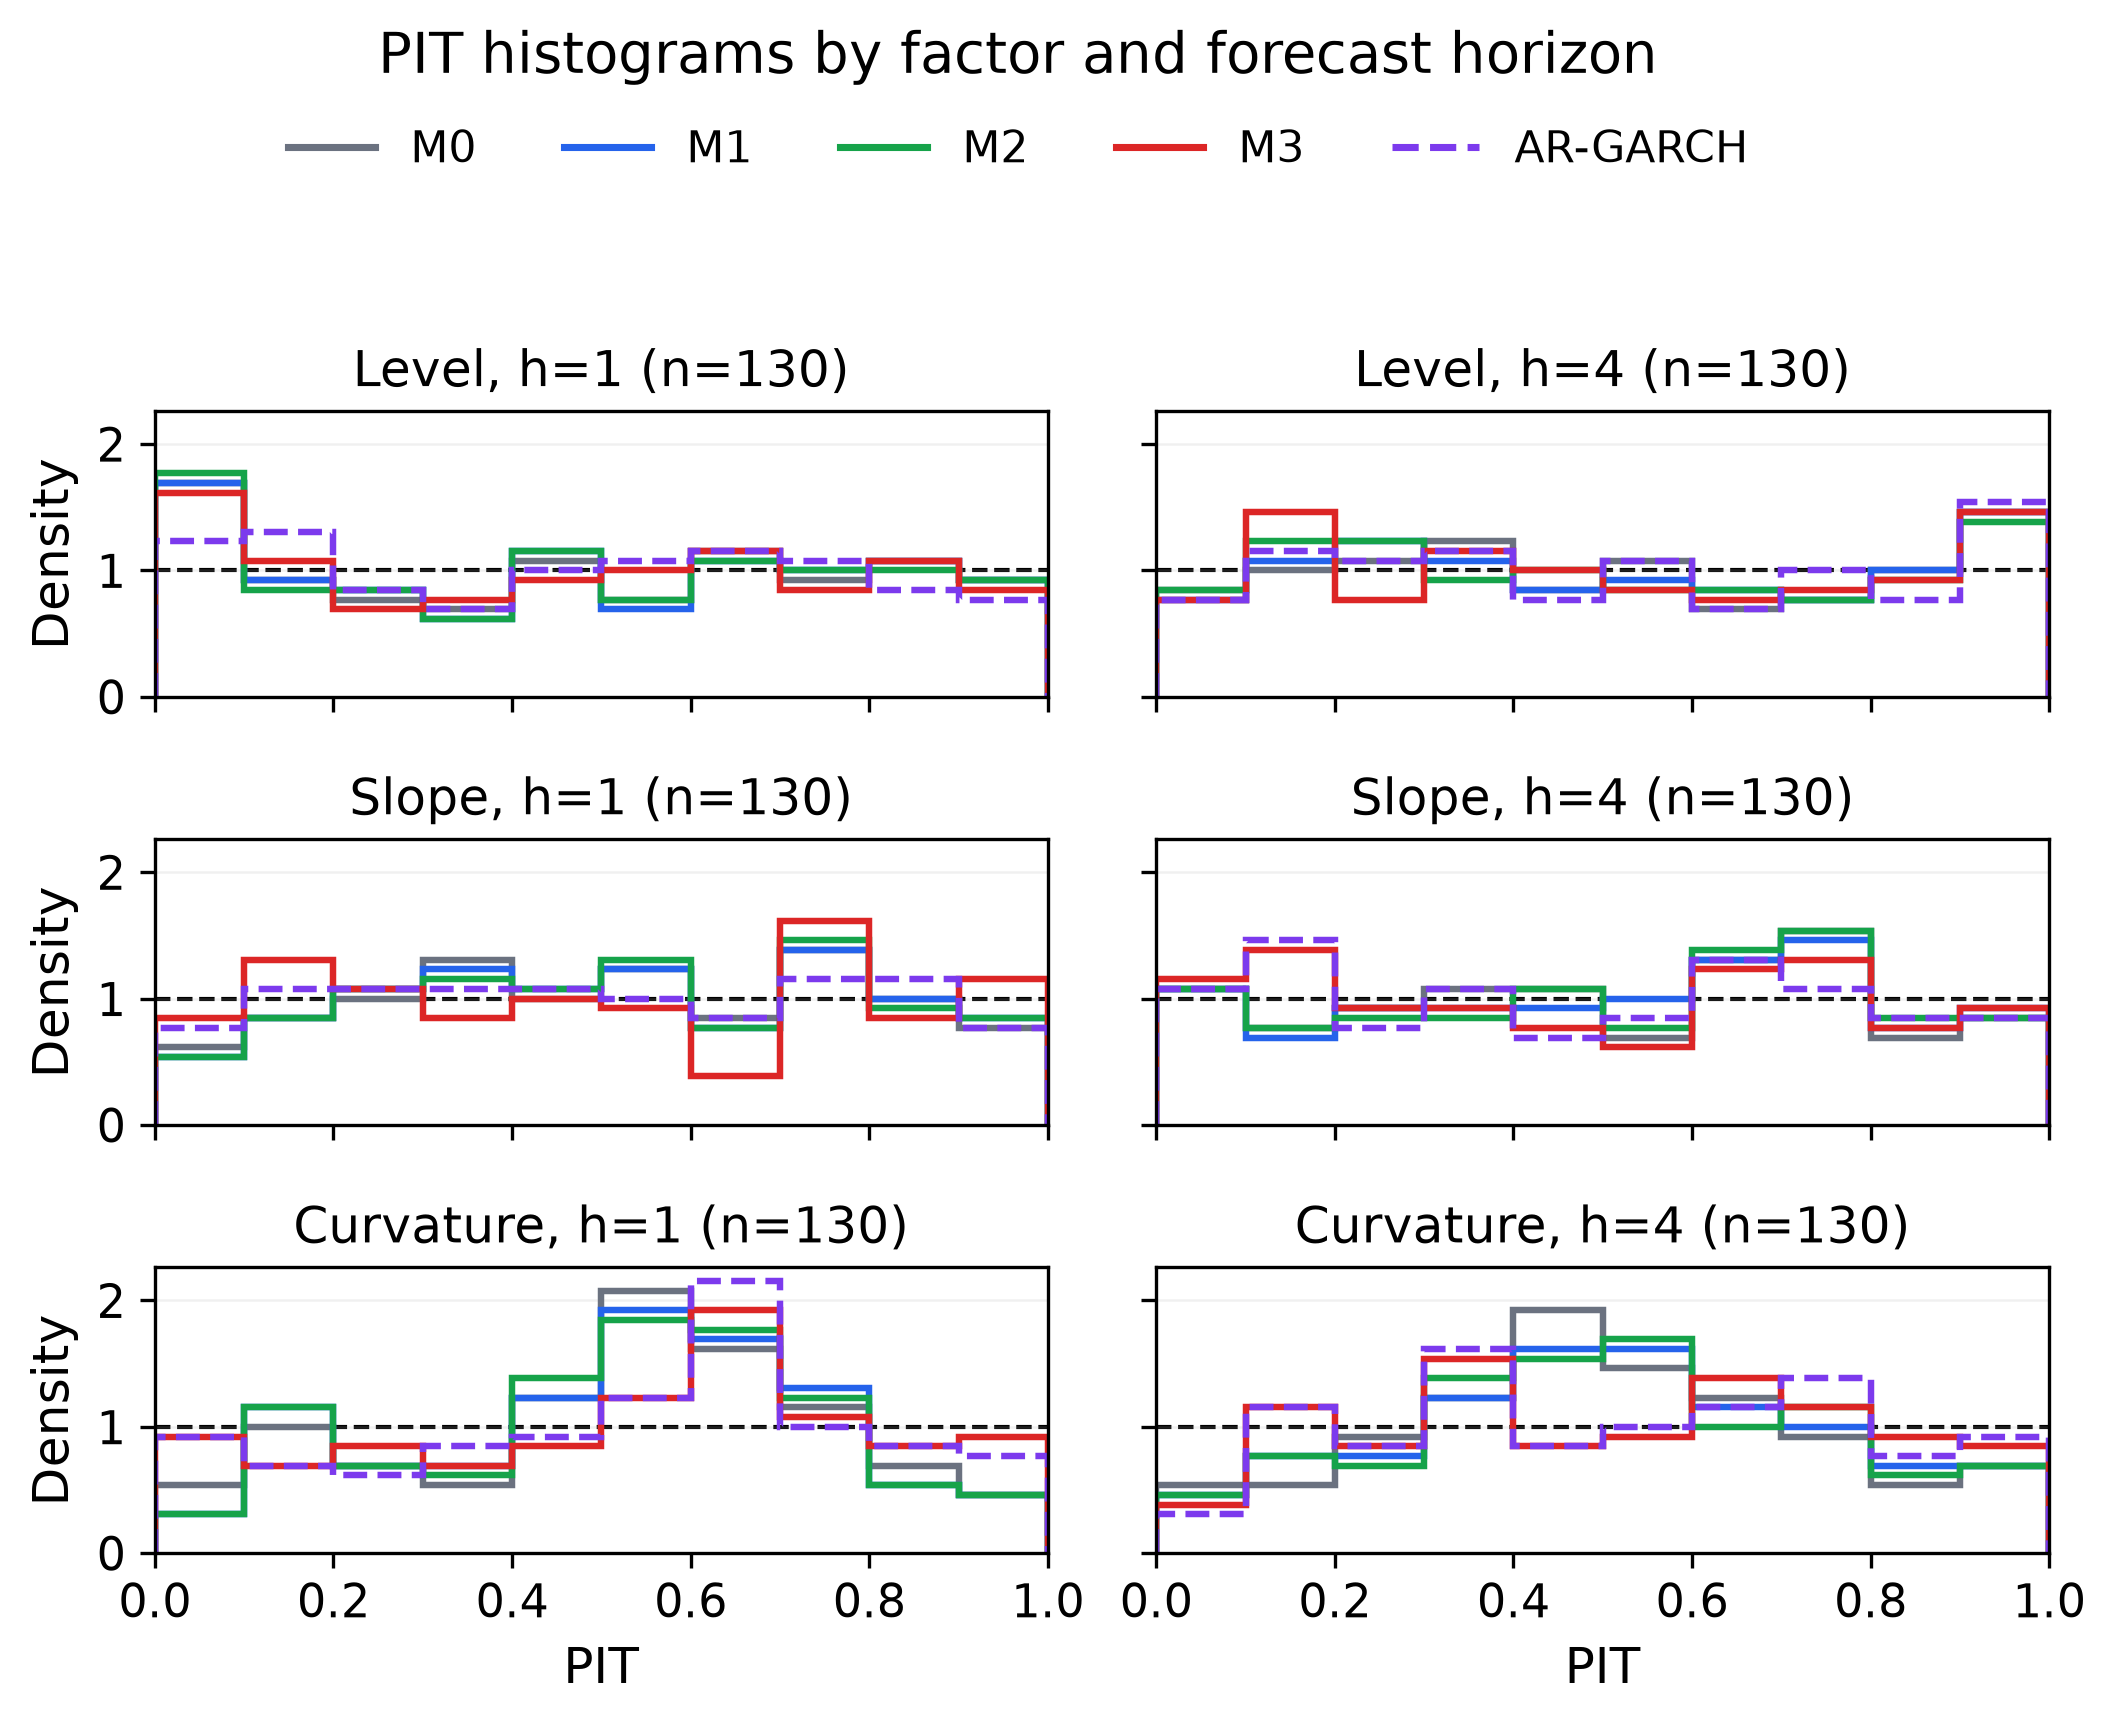 PIT histograms by factor and forecast horizon
M0 M1 M2 M3 AR-GARCH
Level, h=1 (n=130) Level, h=4 (n=130)
Density
2
1
0
Slope, h=1 (n=130) Slope, h=4 (n=130)
Density
2
1
0
Curvature, h=1 (n=130) Curvature, h=4 (n=130)
Density
2
1
0
0.0 0.2 0.4 0.6 0.8 1.0 0.0 0.2 0.4 0.6 0.8 1.0
PIT PIT